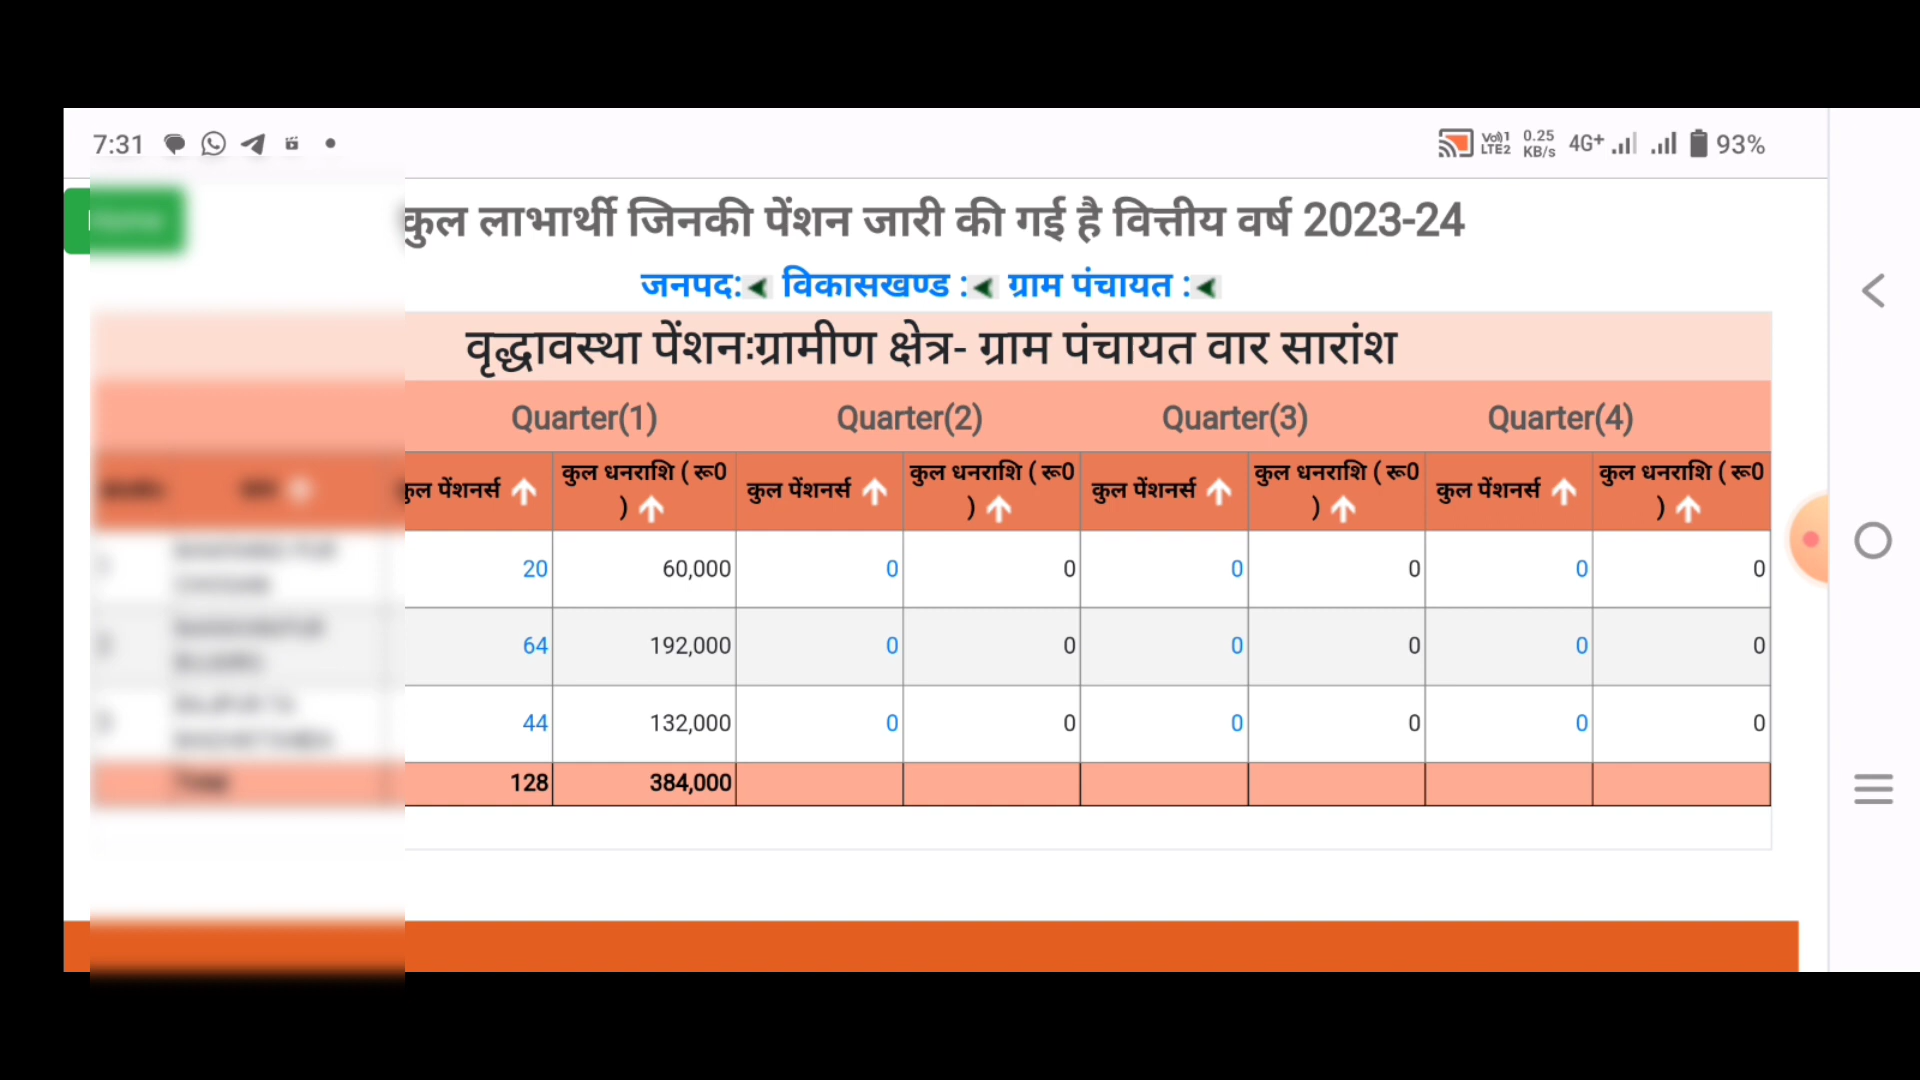 7:31 Vo))1 LTE2 0.25 KB/s 4G+ 93%
कुल लाभार्थी जिनकी पेंशन जारी की गई है वित्तीय वर्ष 2023-24
जनपद: विकासखण्ड : ग्राम पंचायत :
वृद्धावस्था पेंशनःग्रामीण क्षेत्र- ग्राम पंचायत वार सारांश
Quarter(1) Quarter(2) Quarter(3) Quarter(4)
कुल पेंशनर्स कुल धनराशि ( रू0 ) कुल पेंशनर्स कुल धनराशि ( रू0 ) कुल पेंशनर्स कुल धनराशि ( रू0 ) कुल पेंशनर्स कुल धनराशि ( रू0 )
20 60,000 0 0 0 0 0 0
64 192,000 0 0 0 0 0 0
44 132,000 0 0 0 0 0 0
128 384,000